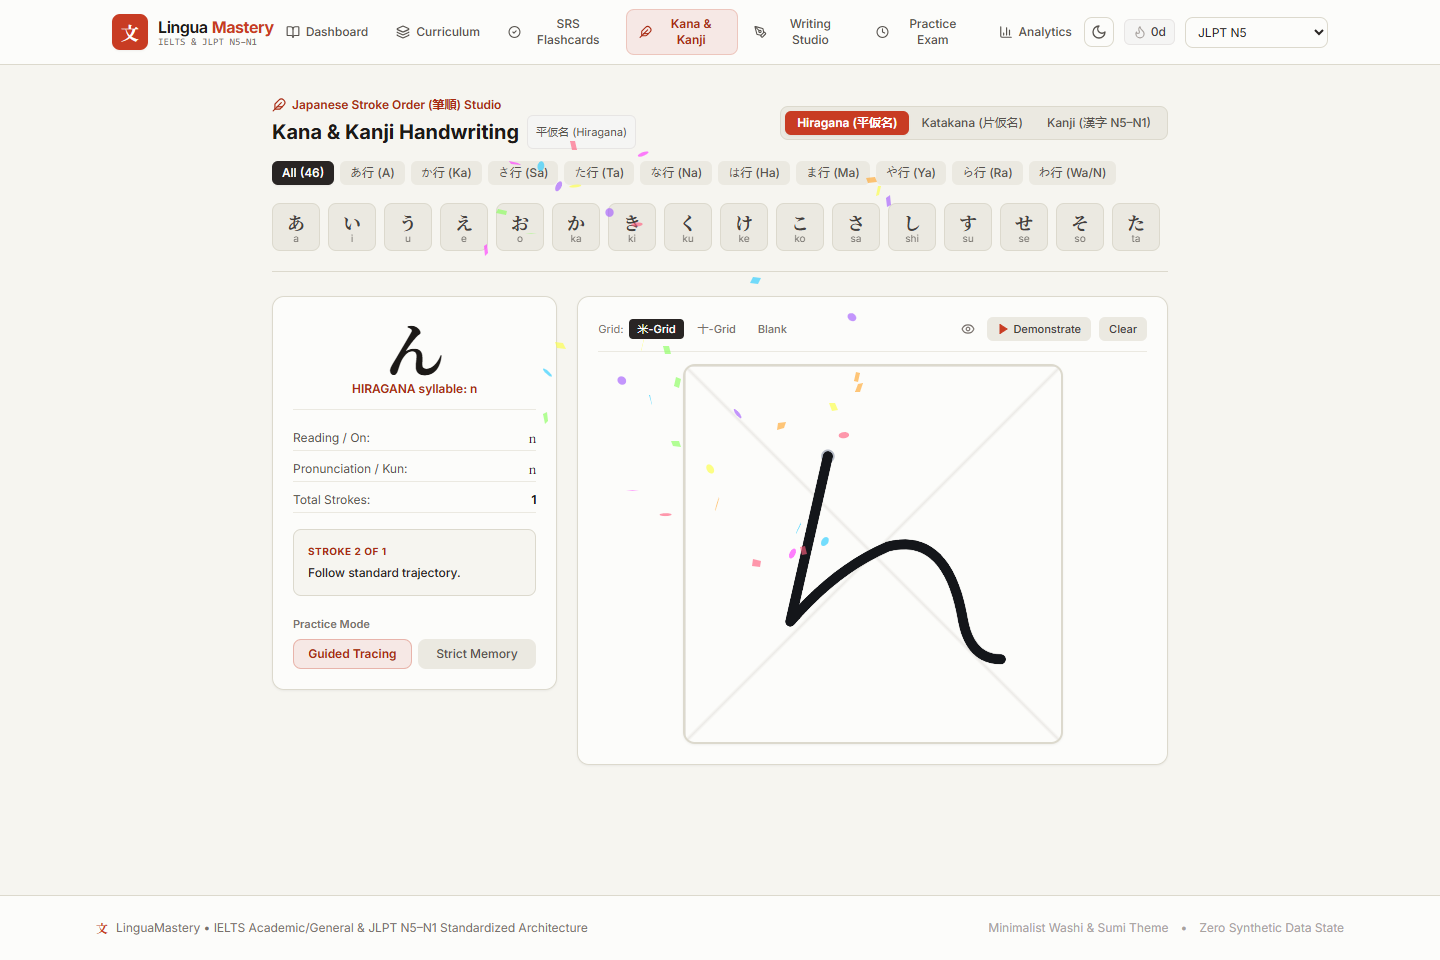 文 Lingua Mastery
IELTS & JLPT N5–N1
Dashboard
Curriculum
SRS Flashcards
Kana & Kanji
Writing Studio
Practice Exam
Analytics
0d
JLPT N5
Japanese Stroke Order (筆順) Studio
Kana & Kanji Handwriting
平仮名 (Hiragana)
Hiragana (平仮名)
Katakana (片仮名)
Kanji (漢字 N5–N1)
All (46)
あ行 (A)
か行 (Ka)
さ行 (Sa)
た行 (Ta)
な行 (Na)
は行 (Ha)
ま行 (Ma)
や行 (Ya)
ら行 (Ra)
わ行 (Wa/N)
あ a
い i
う u
え e
お o
か ka
き ki
く ku
け ke
こ ko
さ sa
し shi
す su
せ se
そ so
た ta
ん
HIRAGANA syllable: n
Reading / On: n
Pronunciation / Kun: n
Total Strokes: 1
STROKE 2 OF 1
Follow standard trajectory.
Practice Mode
Guided Tracing
Strict Memory
Grid:
米-Grid
十-Grid
Blank
Demonstrate
Clear
文 LinguaMastery • IELTS Academic/General & JLPT N5–N1 Standardized Architecture
Minimalist Washi & Sumi Theme • Zero Synthetic Data State